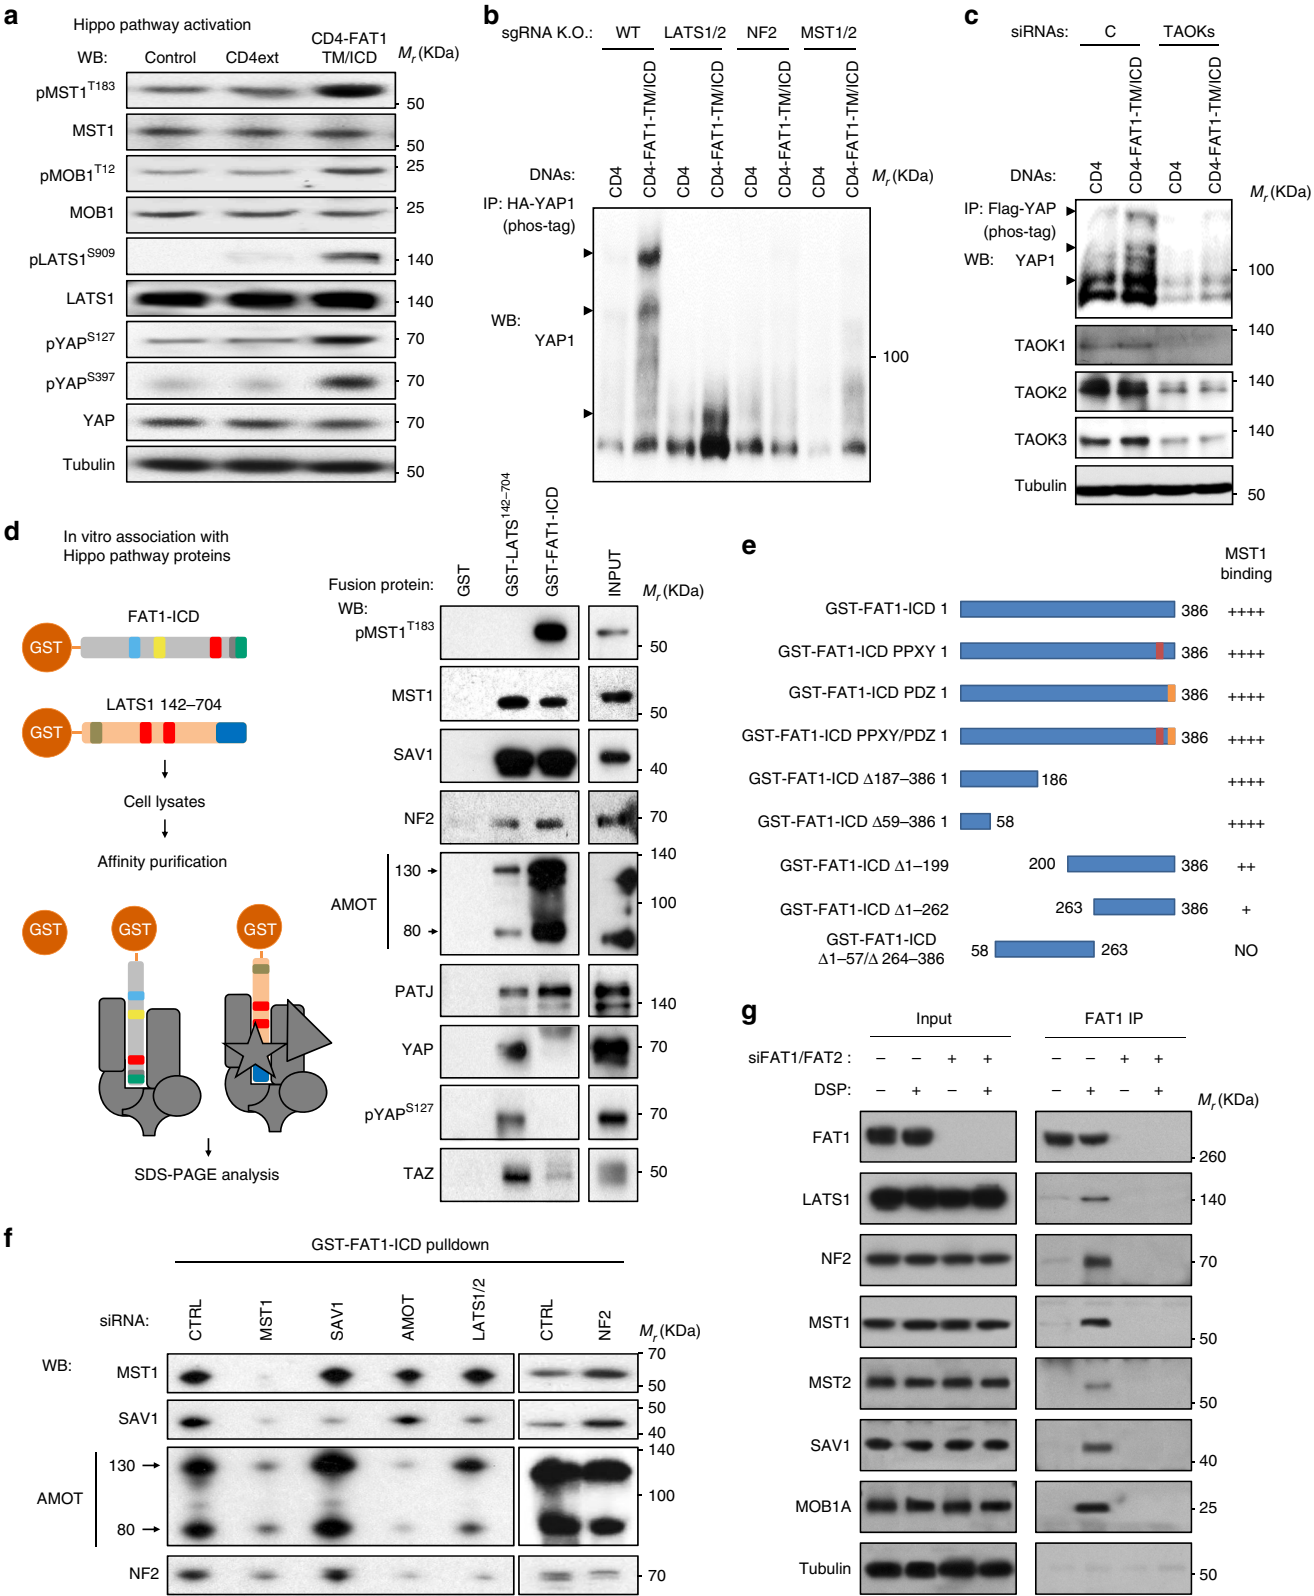 a
Hippo pathway activation
WB: Control CD4ext CD4-FAT1 TM/ICD Mr (KDa)
pMST1T183 50
MST1 50
pMOB1T12 25
MOB1 25
pLATS1S909 140
LATS1 140
pYAPS127 70
pYAPS397 70
YAP 70
Tubulin 50
b
sgRNA K.O.: WT LATS1/2 NF2 MST1/2
DNAs: CD4 CD4-FAT1-TM/ICD CD4 CD4-FAT1-TM/ICD CD4 CD4-FAT1-TM/ICD CD4 CD4-FAT1-TM/ICD Mr (KDa)
IP: HA-YAP1
(phos-tag)
WB:
YAP1
100
c
siRNAs: C TAOKs
DNAs: CD4 CD4-FAT1-TM/ICD CD4 CD4-FAT1-TM/ICD Mr (KDa)
IP: Flag-YAP
(phos-tag)
WB: YAP1 100
TAOK1 140
TAOK2 140
TAOK3 140
Tubulin 50
d
In vitro association with
Hippo pathway proteins
FAT1-ICD
GST
LATS1 142–704
GST
Cell lysates
Affinity purification
GST GST GST
SDS-PAGE analysis
Fusion protein: GST GST-LATS142–704 GST-FAT1-ICD INPUT Mr (KDa)
WB:
pMST1T183 50
MST1 50
SAV1 40
NF2 70
AMOT 130 80 140 100
PATJ 140
YAP 70
pYAPS127 70
TAZ 50
e
MST1
binding
GST-FAT1-ICD 1 386 ++++
GST-FAT1-ICD PPXY 1 386 ++++
GST-FAT1-ICD PDZ 1 386 ++++
GST-FAT1-ICD PPXY/PDZ 1 386 ++++
GST-FAT1-ICD Δ187–386 1 186 ++++
GST-FAT1-ICD Δ59–386 1 58 ++++
GST-FAT1-ICD Δ1–199 200 386 ++
GST-FAT1-ICD Δ1–262 263 386 +
GST-FAT1-ICD
Δ1–57/Δ 264–386 58 263 NO
f
GST-FAT1-ICD pulldown
siRNA: CTRL MST1 SAV1 AMOT LATS1/2 CTRL NF2 Mr (KDa)
WB: MST1 70 50
SAV1 50 40
AMOT 130 80 140 100
NF2 70
g
Input FAT1 IP
siFAT1/FAT2 : – – + + – – + +
DSP: – + – + – + – + Mr (KDa)
FAT1 260
LATS1 140
NF2 70
MST1 50
MST2 50
SAV1 40
MOB1A 25
Tubulin 50